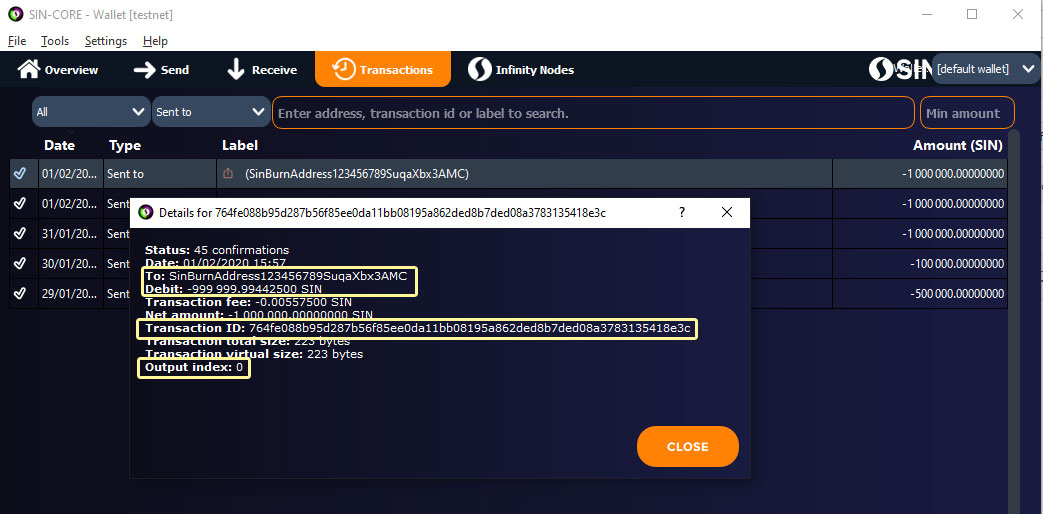 SIN-CORE - Wallet [testnet]
File Tools Settings Help
Overview Send Receive Transactions Infinity Nodes SIN [default wallet]
All Sent to Enter address, transaction id or label to search. Min amount
Date Type Label Amount (SIN)
01/02/20... Sent to (SinBurnAddress123456789SuqaXbx3AMC) -1 000 000.00000000
01/02/20... Sent -1 000 000.00000000
31/01/20... Sent -1 000 000.00000000
30/01/20... Sent -100 000.00000000
29/01/20... Sent -500 000.00000000
Details for 764fe088b95d287b56f85ee0da11bb08195a862ded8b7ded08a3783135418e3c ?
Status: 45 confirmations
Date: 01/02/2020 15:57
To: SinBurnAddress123456789SuqaXbx3AMC
Debit: -999 999.99442500 SIN
Transaction fee: -0.00557500 SIN
Net amount: -1 000 000.00000000 SIN
Transaction ID: 764fe088b95d287b56f85ee0da11bb08195a862ded8b7ded08a3783135418e3c
Transaction total size: 223 bytes
Transaction virtual size: 223 bytes
Output index: 0
CLOSE